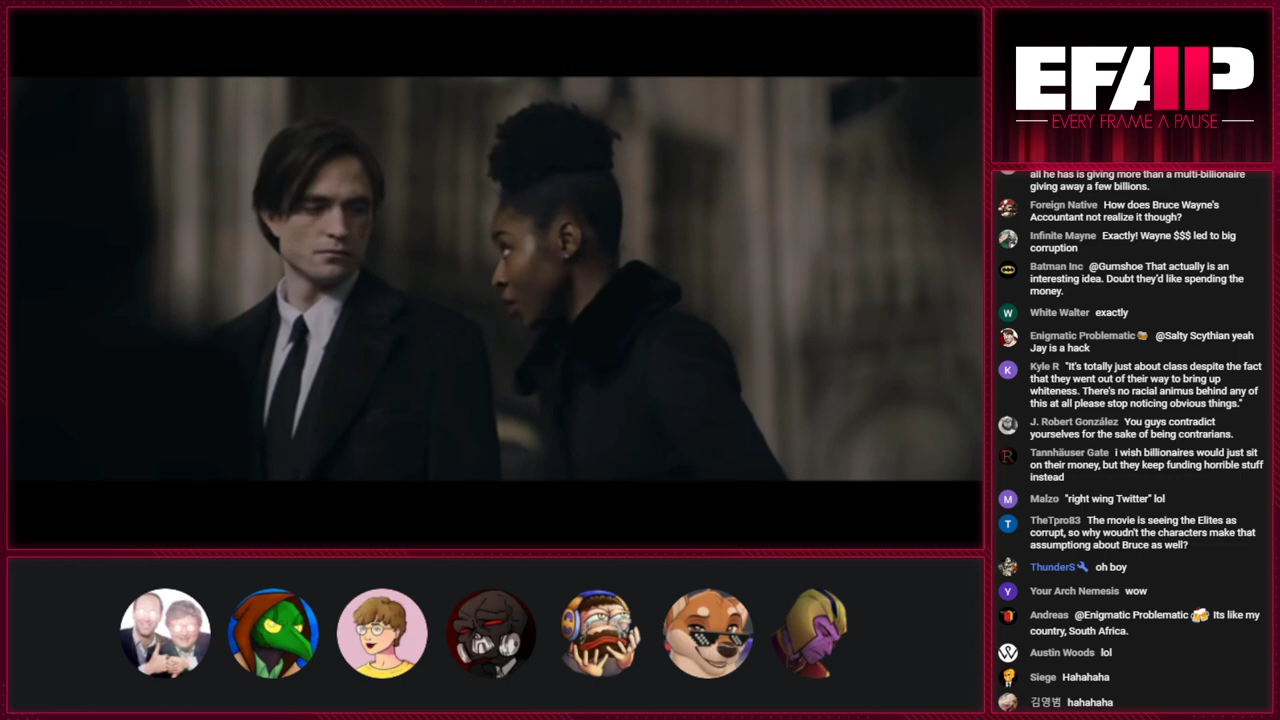 EFAP
EVERY FRAME A PAUSE
all he has is giving more than a multi-billionaire
giving away a few billions.
Foreign Native How does Bruce Wayne's
Accountant not realize it though?
Infinite Mayne Exactly! Wayne $$$ led to big
corruption
Batman Inc @Gumshoe That actually is an
interesting idea. Doubt they'd like spending the
money.
W White Walter exactly
Enigmatic Problematic🍻 @Salty Scythian yeah
Jay is a hack
K Kyle R "It's totally just about class despite the fact
that they went out of their way to bring up
whiteness. There's no racial animus behind any of
this at all please stop noticing obvious things."
J. Robert González You guys contradict
yourselves for the sake of being contrarians.
R Tannhäuser Gate i wish billionaires would just sit
on their money, but they keep funding horrible stuff
instead
M Malzo "right wing Twitter" lol
T TheTpro83 The movie is seeing the Elites as
corrupt, so why woudn't the characters make that
assumptiong about Bruce as well?
ThunderS🔧 oh boy
Y Your Arch Nemesis wow
Andreas @Enigmatic Problematic🍻 Its like my
country, South Africa.
Austin Woods lol
Siege Hahahaha
김영범 hahahaha